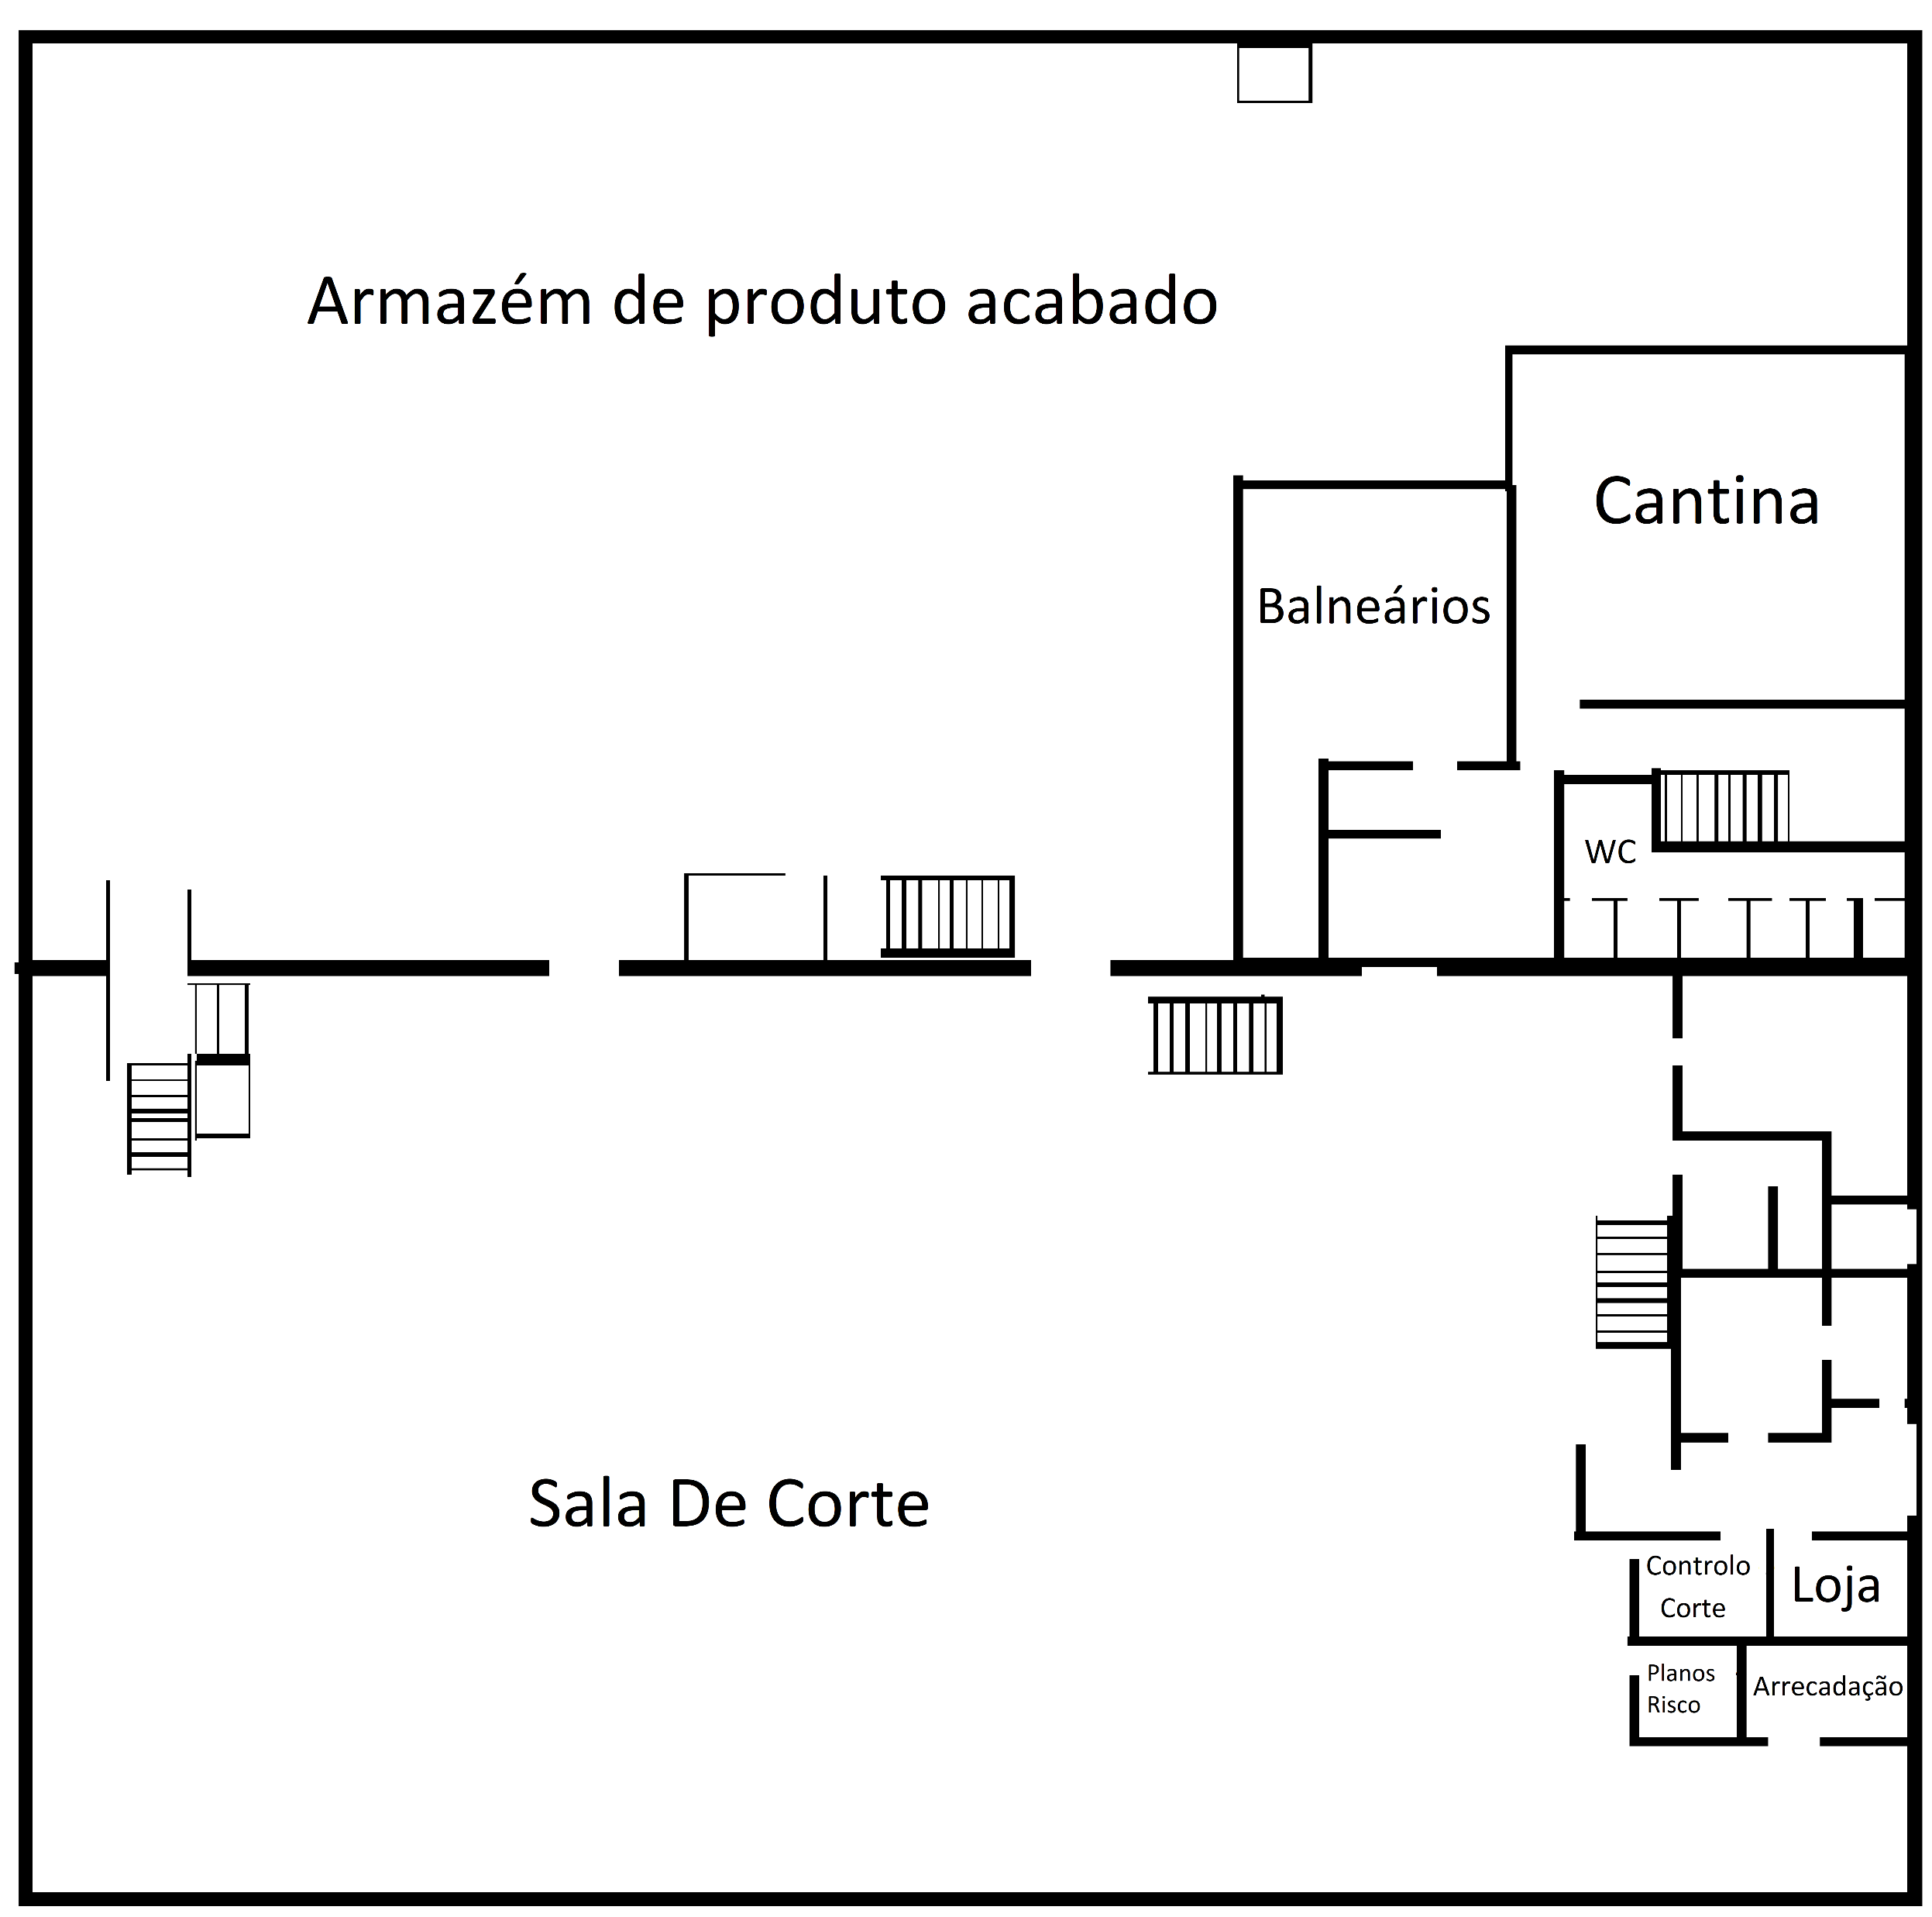 Armazém de produto acabado
Cantina
Balneários
WC
Sala De Corte
Controlo
Corte
Loja
Planos
Risco
Arrecadação